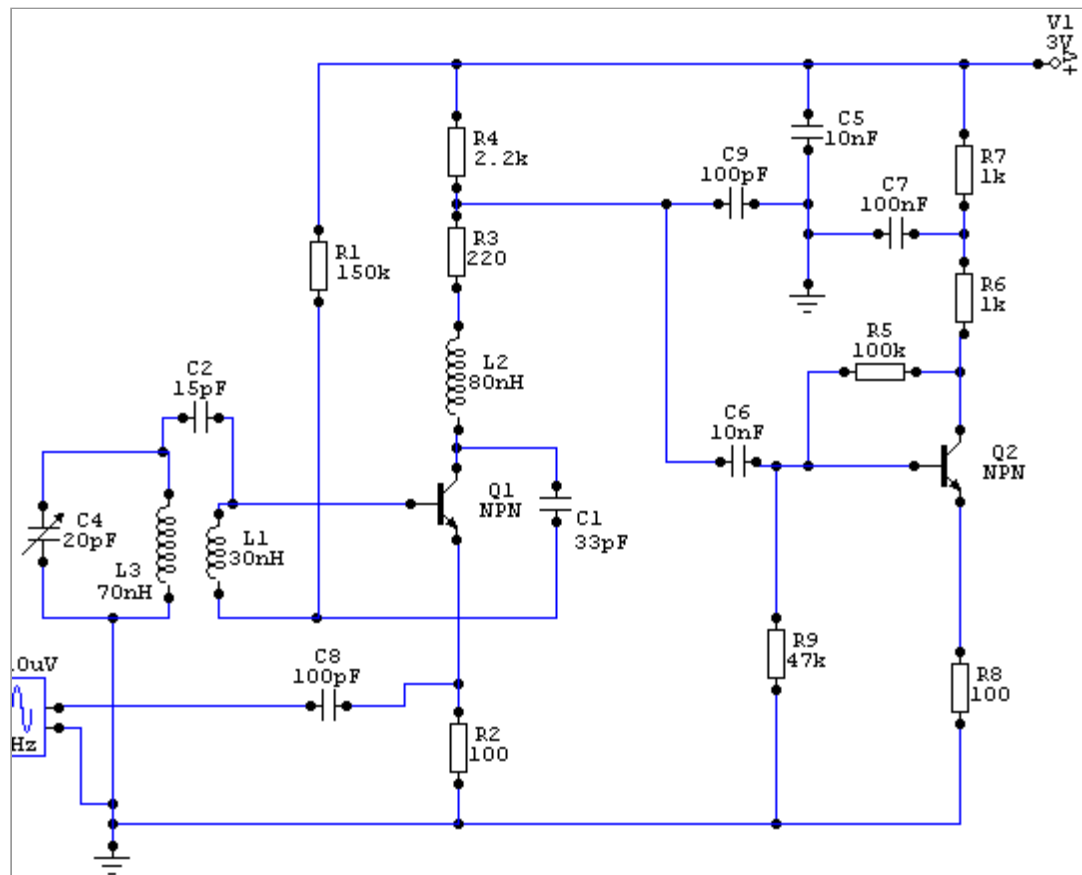 V1
3V
+V
R4
2.2k
C5
10nF
C9
100pF
R7
1k
C7
100nF
R3
220
R1
150k
R6
1k
R5
100k
L2
80nH
C2
15pF
C6
10nF
Q2
NPN
Q1
NPN
C1
33pF
C4
20pF
L1
30nH
L3
70nH
R9
47k
.0uV
C8
100pF
R8
100
Hz
R2
100